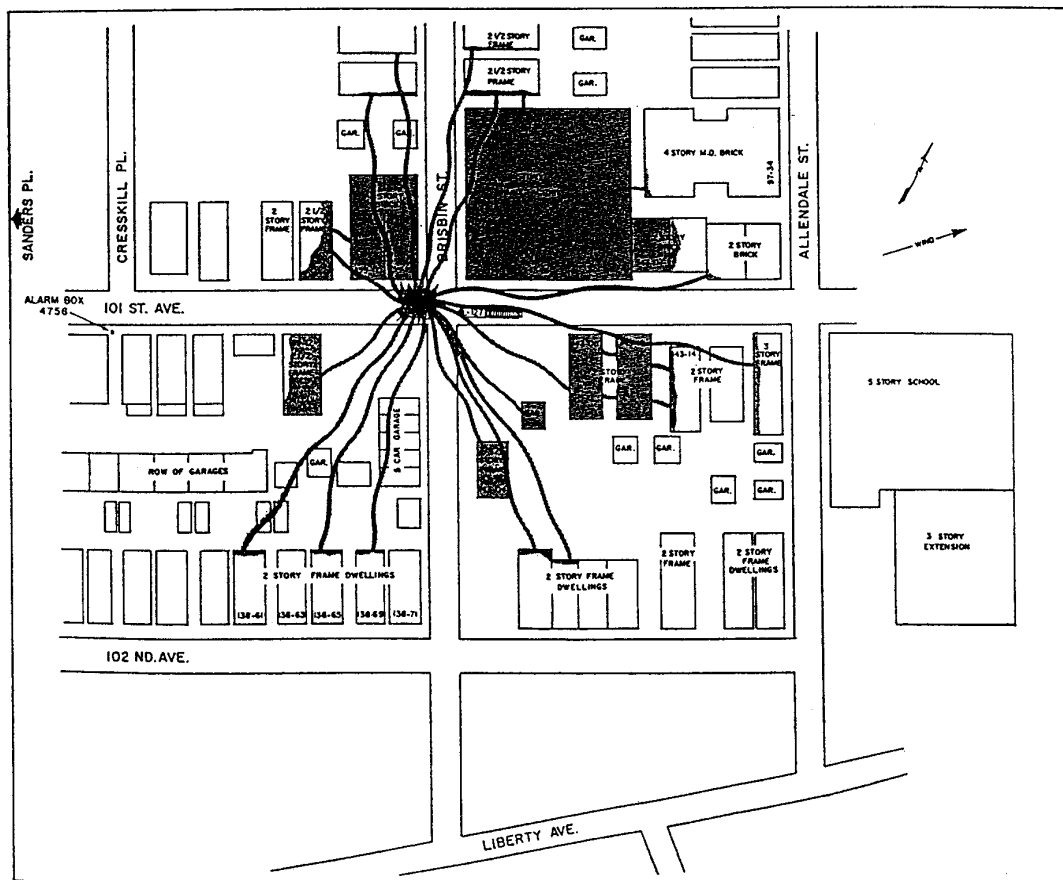 2 1/2 STORY
FRAME
GAR.
2 1/2 STORY
FRAME
GAR.
GAR.
GAR.
4 STORY M.D. BRICK
97-34
SANDERS PL.
CRESSKILL PL.
BRISBIN ST.
ALLENDALE ST.
2
STORY
FRAME
2 1/2
STORY
FRAME
2 STORY
BRICK
WIND
ALARM BOX
4756
101 ST. AVE.
143-14
2 STORY
FRAME
3
STORY
FRAME
STORY
FRAME
5 STORY SCHOOL
5 CAR GARAGE
GAR.
GAR.
GAR.
GAR.
ROW OF GARAGES
GAR.
GAR.
3 STORY
EXTENSION
2 STORY FRAME DWELLINGS
138-61
138-63
138-65
138-69
138-71
2 STORY FRAME
DWELLINGS
2 STORY
FRAME
2 STORY
FRAME
DWELLINGS
102 ND. AVE.
LIBERTY AVE.